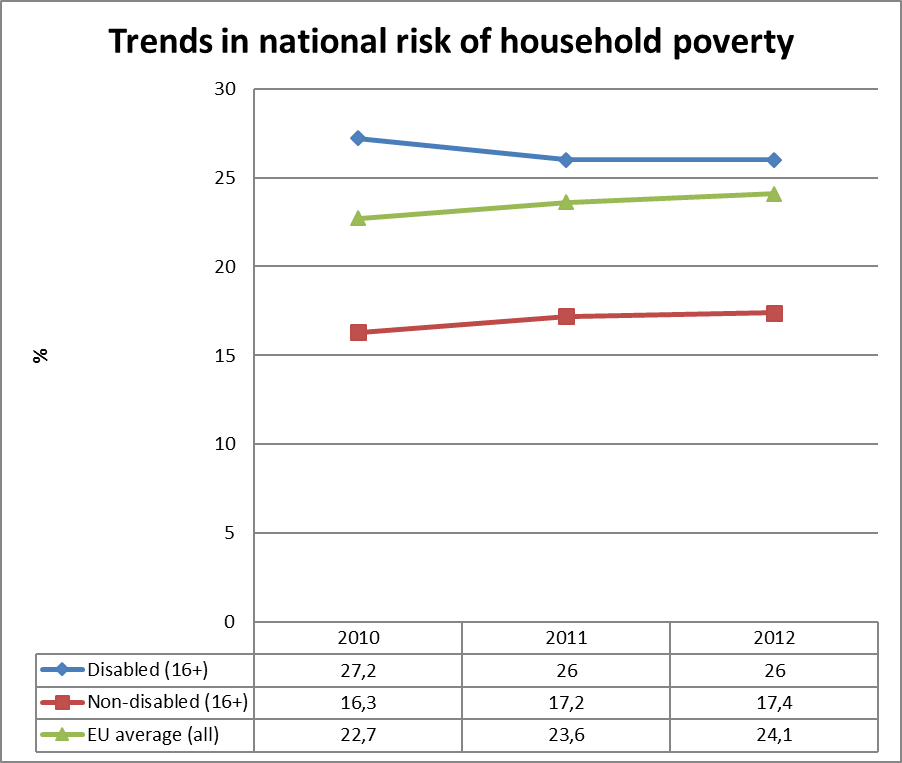 Trends in national risk of household poverty
30
25
20
15
10
5
0
%
2010 2011 2012
Disabled (16+) 27,2 26 26
Non-disabled (16+) 16,3 17,2 17,4
EU average (all) 22,7 23,6 24,1